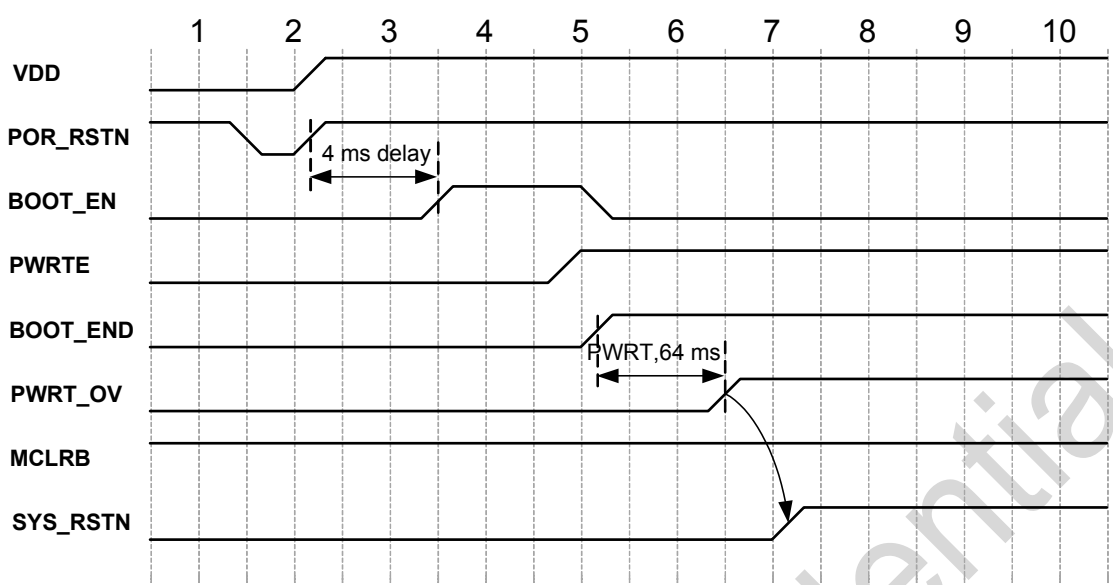 1 2 3 4 5 6 7 8 9 10
VDD
POR_RSTN
4 ms delay
BOOT_EN
PWRTE
BOOT_END
PWRT,64 ms
PWRT_OV
MCLRB
SYS_RSTN
ential